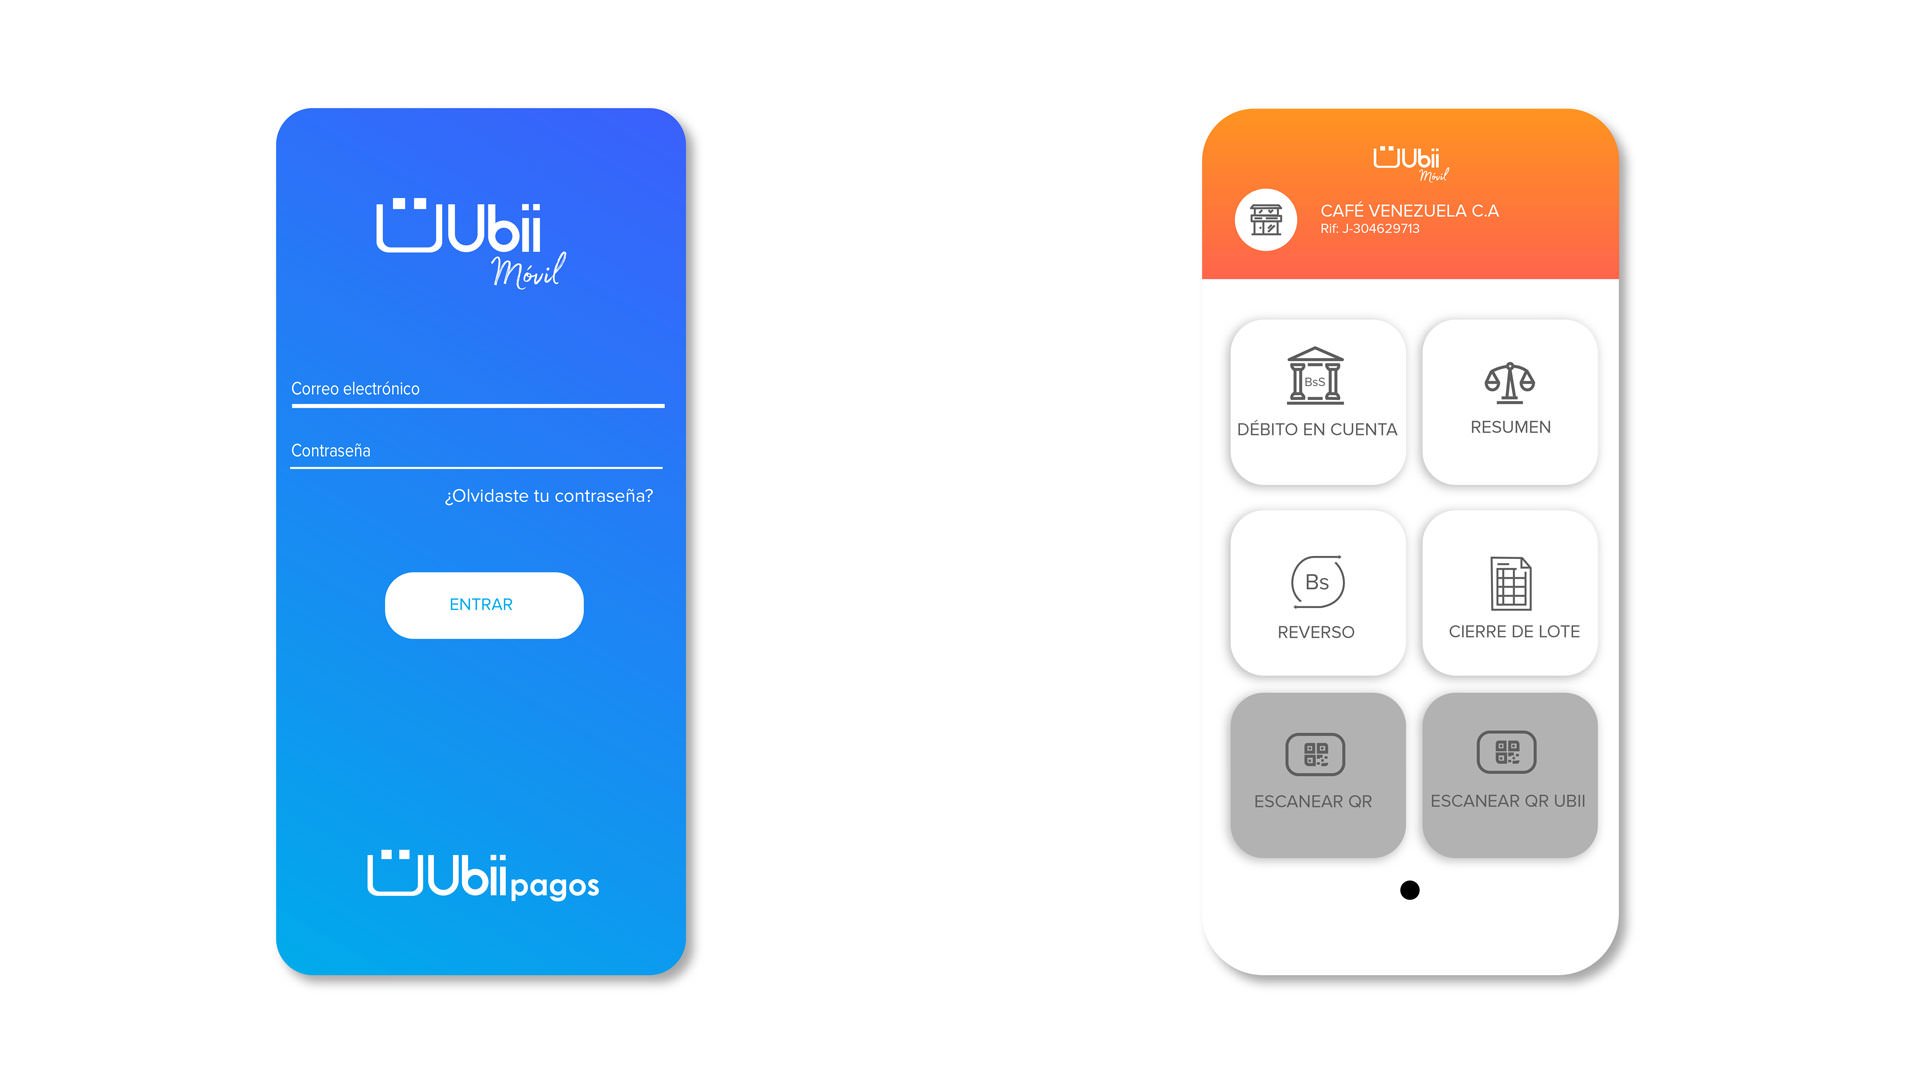 Ubii
Móvil
Correo electrónico
Contraseña
¿Olvidaste tu contraseña?
ENTRAR
Ubii pagos
Ubii
Móvil
CAFÉ VENEZUELA C.A
Rif: J-304629713
BsS
DÉBITO EN CUENTA
RESUMEN
Bs
REVERSO
CIERRE DE LOTE
ESCANEAR QR
ESCANEAR QR UBII